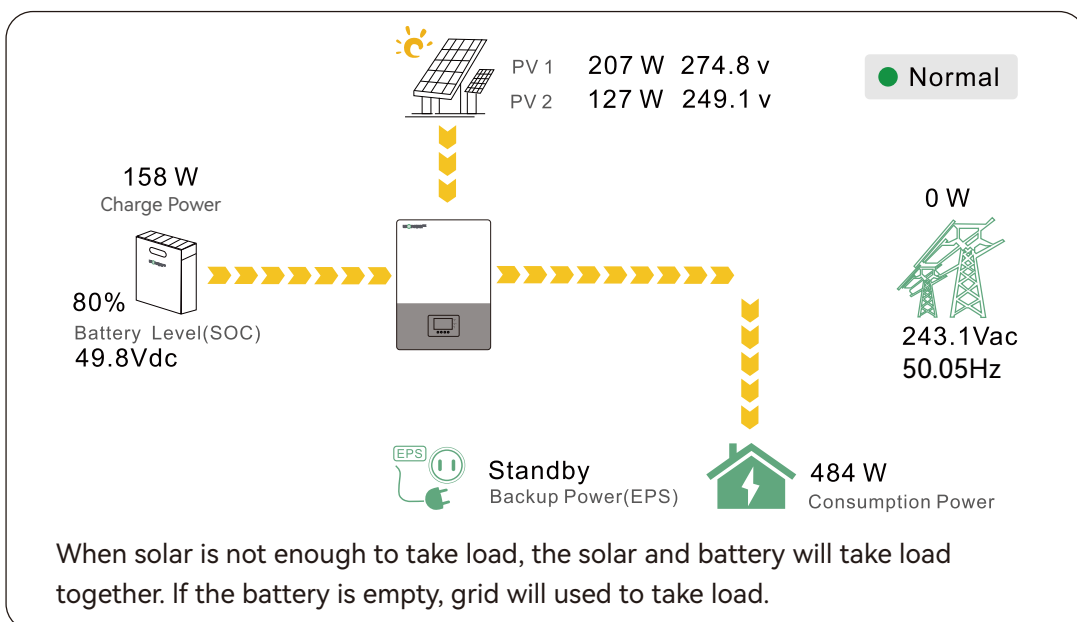 PV 1 207 W 274.8 v
PV 2 127 W 249.1 v
Normal
158 W
Charge Power
80%
Battery Level(SOC)
49.8Vdc
0 W
243.1Vac
50.05Hz
EPS
Standby
Backup Power(EPS)
484 W
Consumption Power
When solar is not enough to take load, the solar and battery will take load
together. If the battery is empty, grid will used to take load.